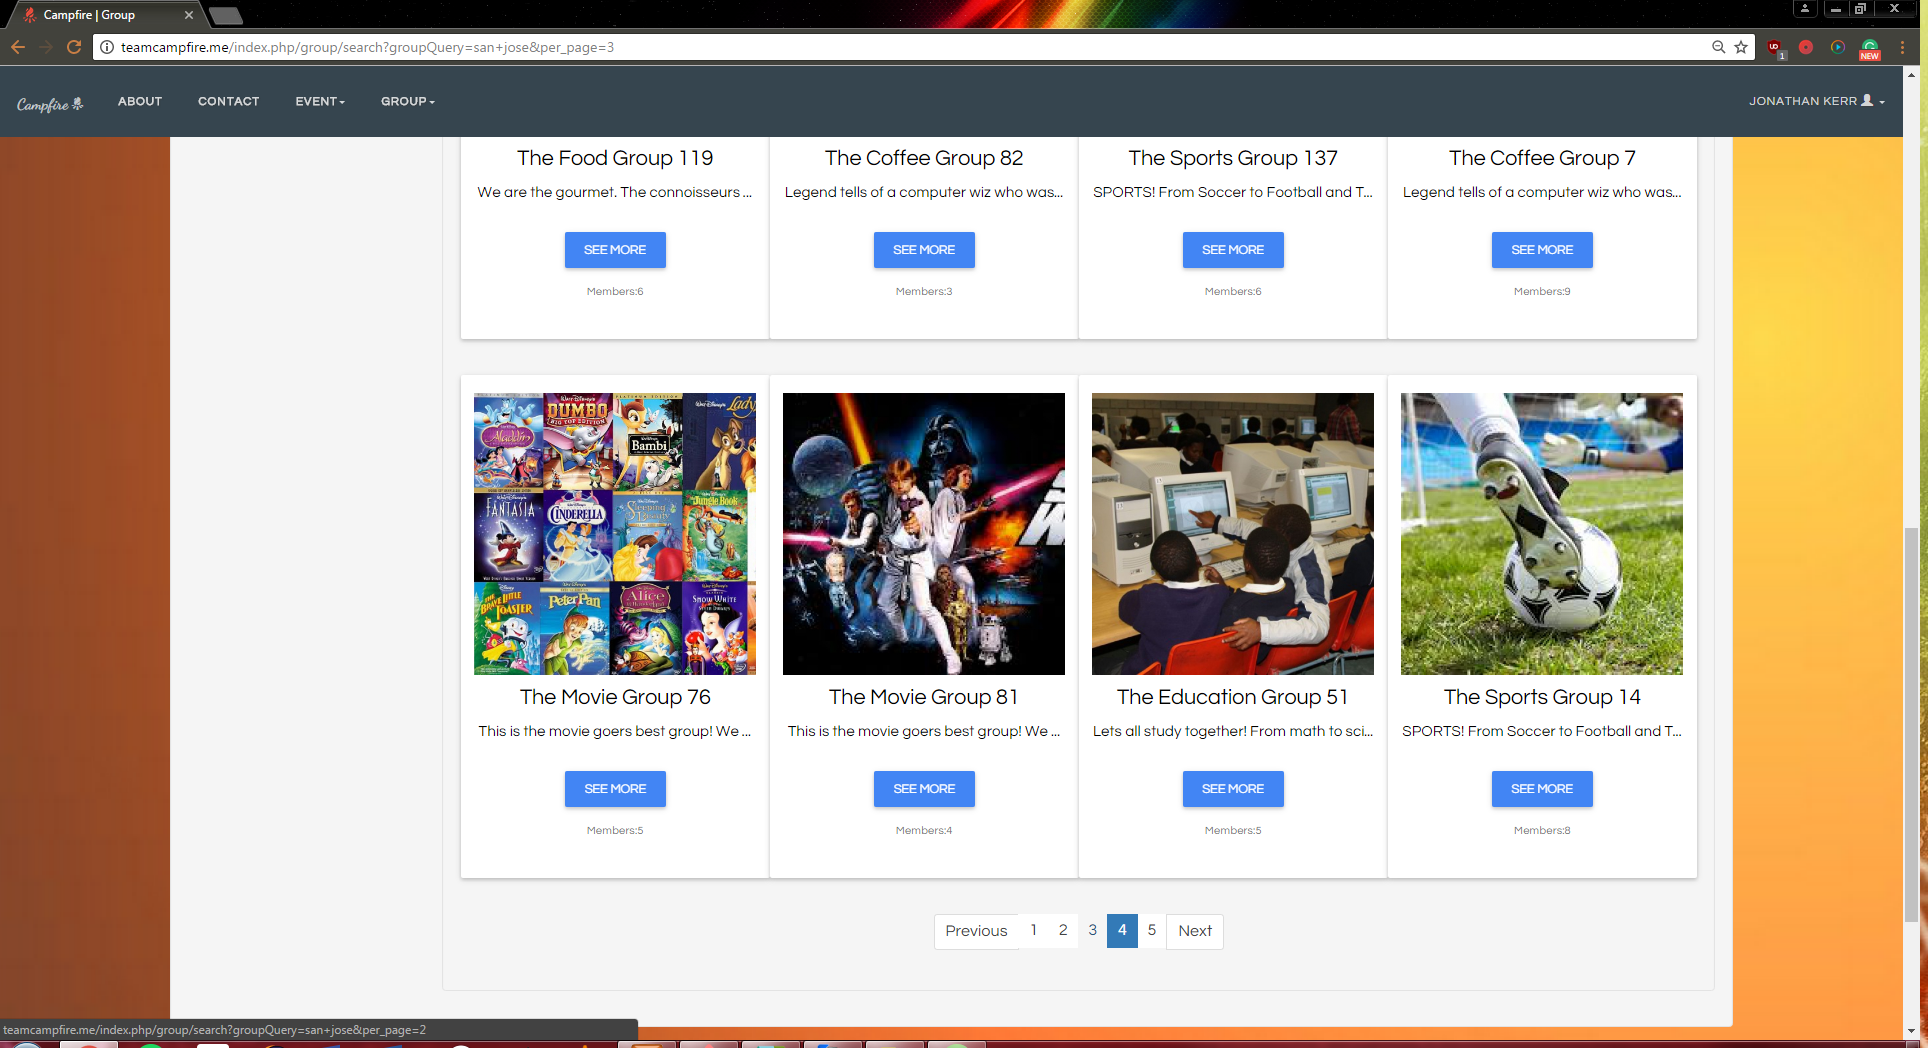 Campfire | Group
teamcampfire.me/index.php/group/search?groupQuery=san+jose&per_page=3
1
NEW
Campfire
ABOUT
CONTACT
EVENT
GROUP
JONATHAN KERR
The Food Group 119
The Coffee Group 82
The Sports Group 137
The Coffee Group 7
We are the gourmet. The connoisseurs ...
Legend tells of a computer wiz who was...
SPORTS! From Soccer to Football and T...
Legend tells of a computer wiz who was...
SEE MORE
SEE MORE
SEE MORE
SEE MORE
Members:6
Members:3
Members:6
Members:9
Aladdin
DUMBO
BIG TOP EDITION
PLATINUM EDITION
Bambi
Lady
FANTASIA
CINDERELLA
Sleeping Beauty
Jungle Book
THE BRAVE LITTLE TOASTER
Peter Pan
Alice
SNOW WHITE
The Movie Group 76
The Movie Group 81
The Education Group 51
The Sports Group 14
This is the movie goers best group! We ...
This is the movie goers best group! We ...
Lets all study together! From math to sci...
SPORTS! From Soccer to Football and T...
SEE MORE
SEE MORE
SEE MORE
SEE MORE
Members:5
Members:4
Members:5
Members:8
Previous 1 2 3 4 5 Next
teamcampfire.me/index.php/group/search?groupQuery=san+jose&per_page=2